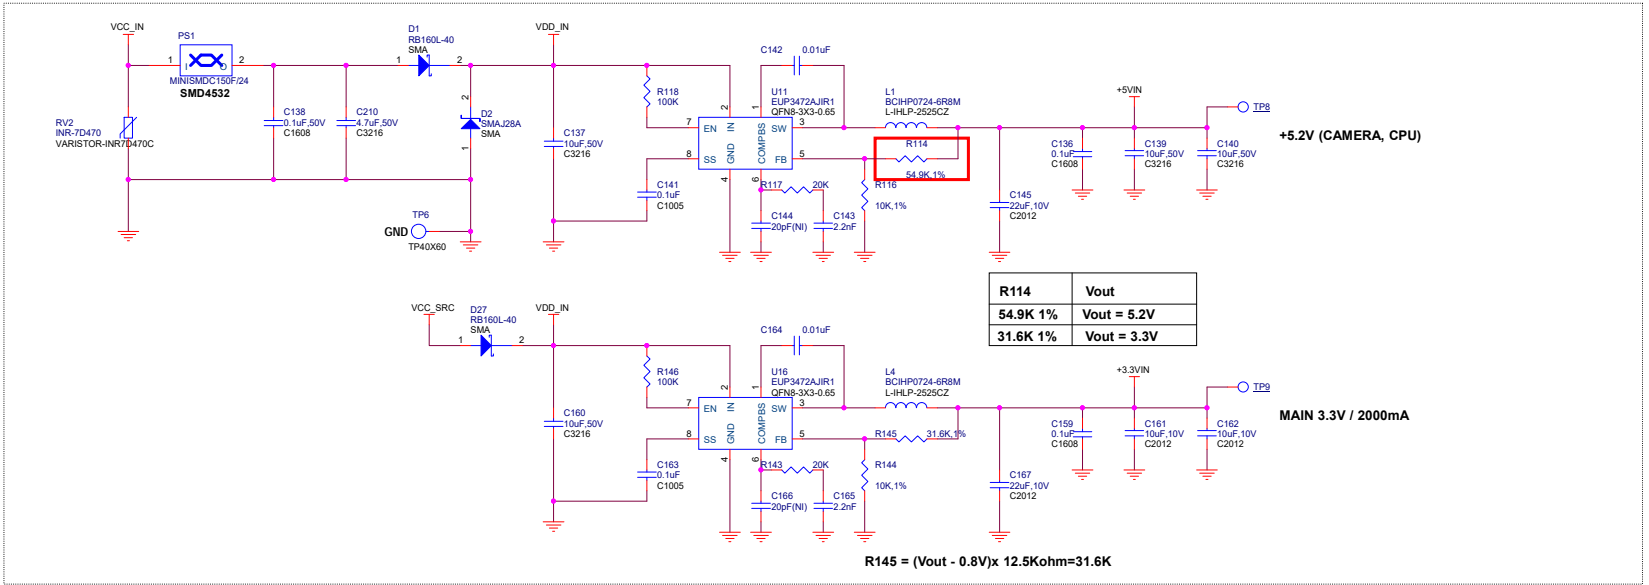 VCC_IN
PS1
1
2
I
O
MINISMDC150F/24
SMD4532
RV2
INR-7D470
VARISTOR-INR7D470C
C138
0.1uF,50V
C1608
C210
4.7uF,50V
C3216
D1
RB160L-40
SMA
1
2
2
D2
SMAJ28A
SMA
1
TP6
GND
TP40X60
VDD_IN
C137
10uF,50V
C3216
R118
100K
C141
0.1uF
C1005
C142
0.01uF
U11
EUP3472AJIR1
QFN8-3X3-0.65
2
1
7
EN
IN
BS
SW
3
8
SS
GND
COMP
FB
5
4
6
R117
20K
C144
20pF(NI)
C143
2.2nF
L1
BCIHP0724-6R8M
L-IHLP-2525CZ
R114
54.9K,1%
R116
10K,1%
C145
22uF,10V
C2012
C136
0.1uF
C1608
+5VIN
C139
10uF,50V
C3216
C140
10uF,50V
C3216
TP8
+5.2V (CAMERA, CPU)
R114 Vout
54.9K 1% Vout = 5.2V
31.6K 1% Vout = 3.3V
VCC_SRC
D27
RB160L-40
SMA
1
2
VDD_IN
C160
10uF,50V
C3216
R146
100K
C163
0.1uF
C1005
C164
0.01uF
U16
EUP3472AJIR1
QFN8-3X3-0.65
2
1
7
EN
IN
BS
SW
3
8
SS
GND
COMP
FB
5
4
6
R143
20K
C166
20pF(NI)
C165
2.2nF
L4
BCIHP0724-6R8M
L-IHLP-2525CZ
R145
31.6K,1%
R144
10K,1%
C167
22uF,10V
C2012
C159
0.1uF
C1608
+3.3VIN
C161
10uF,10V
C2012
C162
10uF,10V
C2012
TP9
MAIN 3.3V / 2000mA
R145 = (Vout - 0.8V)x 12.5Kohm=31.6K